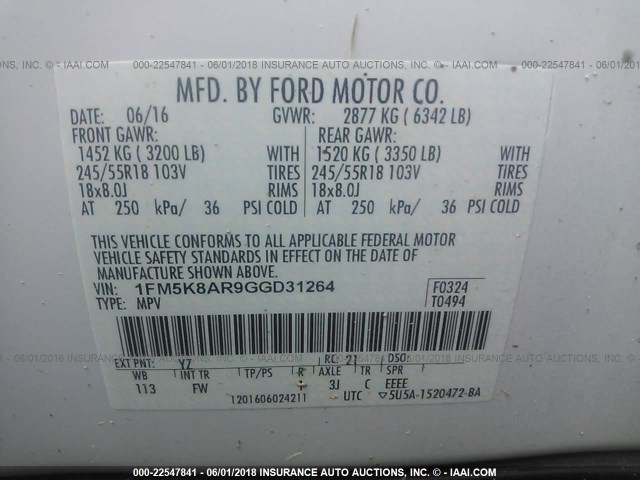 000-22547841 - 06/01/2018 INSURANCE AUTO AUCTIONS, INC. - © IAAI.COM
MFD. BY FORD MOTOR CO.
DATE: 06/16 GVWR: 2877 KG ( 6342 LB)
FRONT GAWR: REAR GAWR:
1452 KG ( 3200 LB) WITH 1520 KG ( 3350 LB) WITH
245/55R18 103V TIRES 245/55R18 103V TIRES
18x8.0J RIMS 18x8.0J RIMS
AT 250 kPa/ 36 PSI COLD AT 250 kPa/ 36 PSI COLD
THIS VEHICLE CONFORMS TO ALL APPLICABLE FEDERAL MOTOR
VEHICLE SAFETY STANDARDS IN EFFECT ON THE DATE OF
MANUFACTURE SHOWN ABOVE.
VIN: 1FM5K8AR9GGD31264 F0324
TYPE: MPV T0494
EXT PNT: YZ RC: 21 DSO:
WB INT TR TP/PS R AXLE TR SPR
113 FW 3J C EEEE
1201606024211 UTC ▽5U5A-1520472-BA
000-22547841 - 06/01/2018 INSURANCE AUTO AUCTIONS, INC. - © IAAI.COM